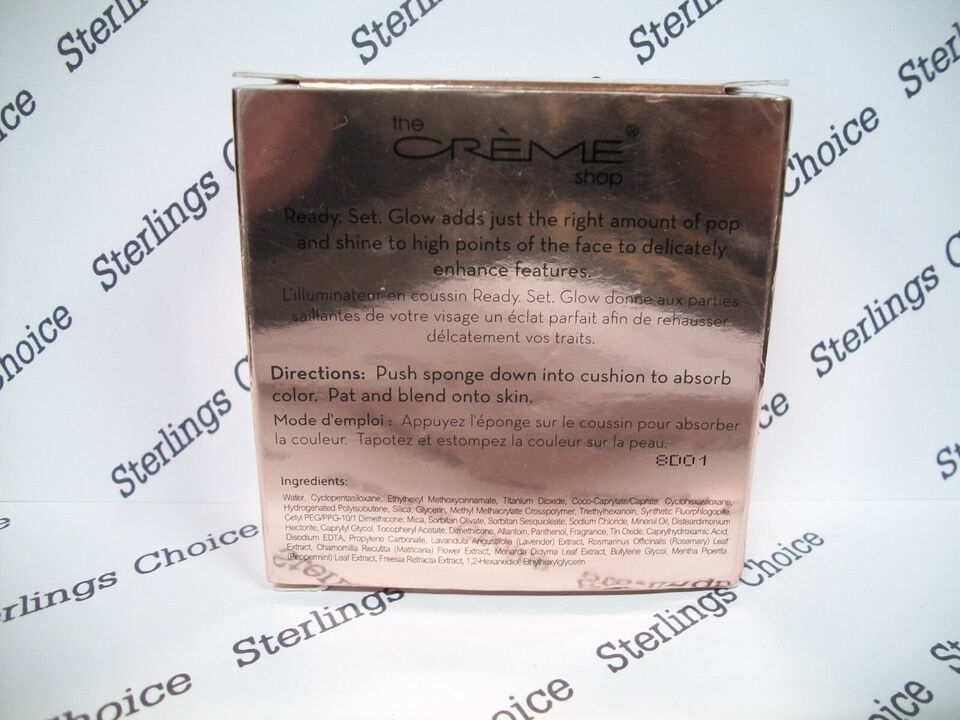 the
CRÈME®
shop
Ready. Set. Glow adds just the right amount of pop
and shine to high points of the face to delicately
enhance features.
L'illuminateur en coussin Ready. Set. Glow donne aux parties
saillantes de votre visage un éclat parfait afin de rehausser
délcatement vos traits.
Directions: Push sponge down into cushion to absorb
color. Pat and blend onto skin.
Mode d'emploi : Appuyez l'éponge sur le coussin pour absorber
la couleur. Tapotez et estompez la couleur sur la peau.
8D01
Ingredients:
Water, Cyclopentasiloxane, Ethylhexyl Methoxycinnamate, Titanium Dioxide, Coco-Caprylate/Caprate, Cyclohexasiloxane,
Hydrogenated Polyisobutene, Silica, Glycerin, Methyl Methacrylate Crosspolymer, Triethylhexanoin, Synthetic Fluorphlogopite,
Cetyl PEG/PPG-10/1 Dimethicone, Mica, Sorbitan Olivate, Sorbitan Sesquioleate, Sodium Chloride, Mineral Oil, Disteardimonium
Hectorite, Caprylyl Glycol, Tocopheryl Acetate, Dimethicone, Allantoin, Panthenol, Fragrance, Tin Oxide, Caprylhydroxamic Acid,
Disodium EDTA, Propylene Carbonate, Lavandula Angustifolia (Lavender) Extract, Rosmarinus Officinalis (Rosemary) Leaf
Extract, Chamomilla Recutita (Matricaria) Flower Extract, Monarda Didyma Leaf Extract, Butylene Glycol, Mentha Piperita
(Peppermint) Leaf Extract, Freesia Refracta Extract, 1,2-Hexanediol, Ethylhexylglycerin
Sterlings Choice
Sterlings Choice
Sterlings Choice
Sterlings Choice